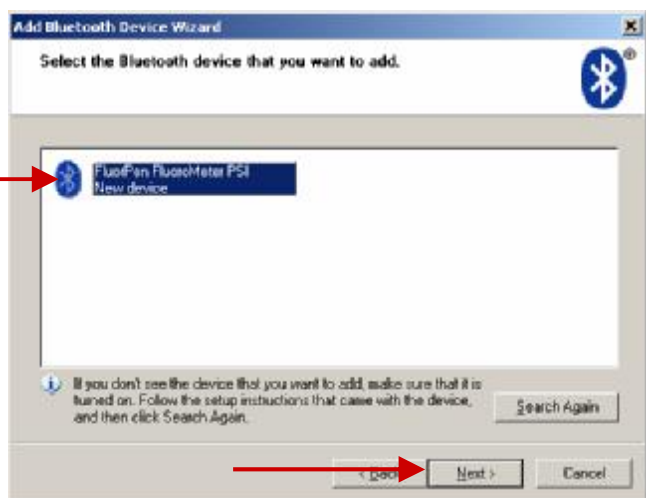 Add Bluetooth Device Wizard
Select the Bluetooth device that you want to add.
FluorPen FluoroMeter PSI
New device
If you don't see the device that you want to add, make sure that it is
turned on. Follow the setup instructions that came with the device,
and then click Search Again.
Search Again
< Back
Next >
Cancel